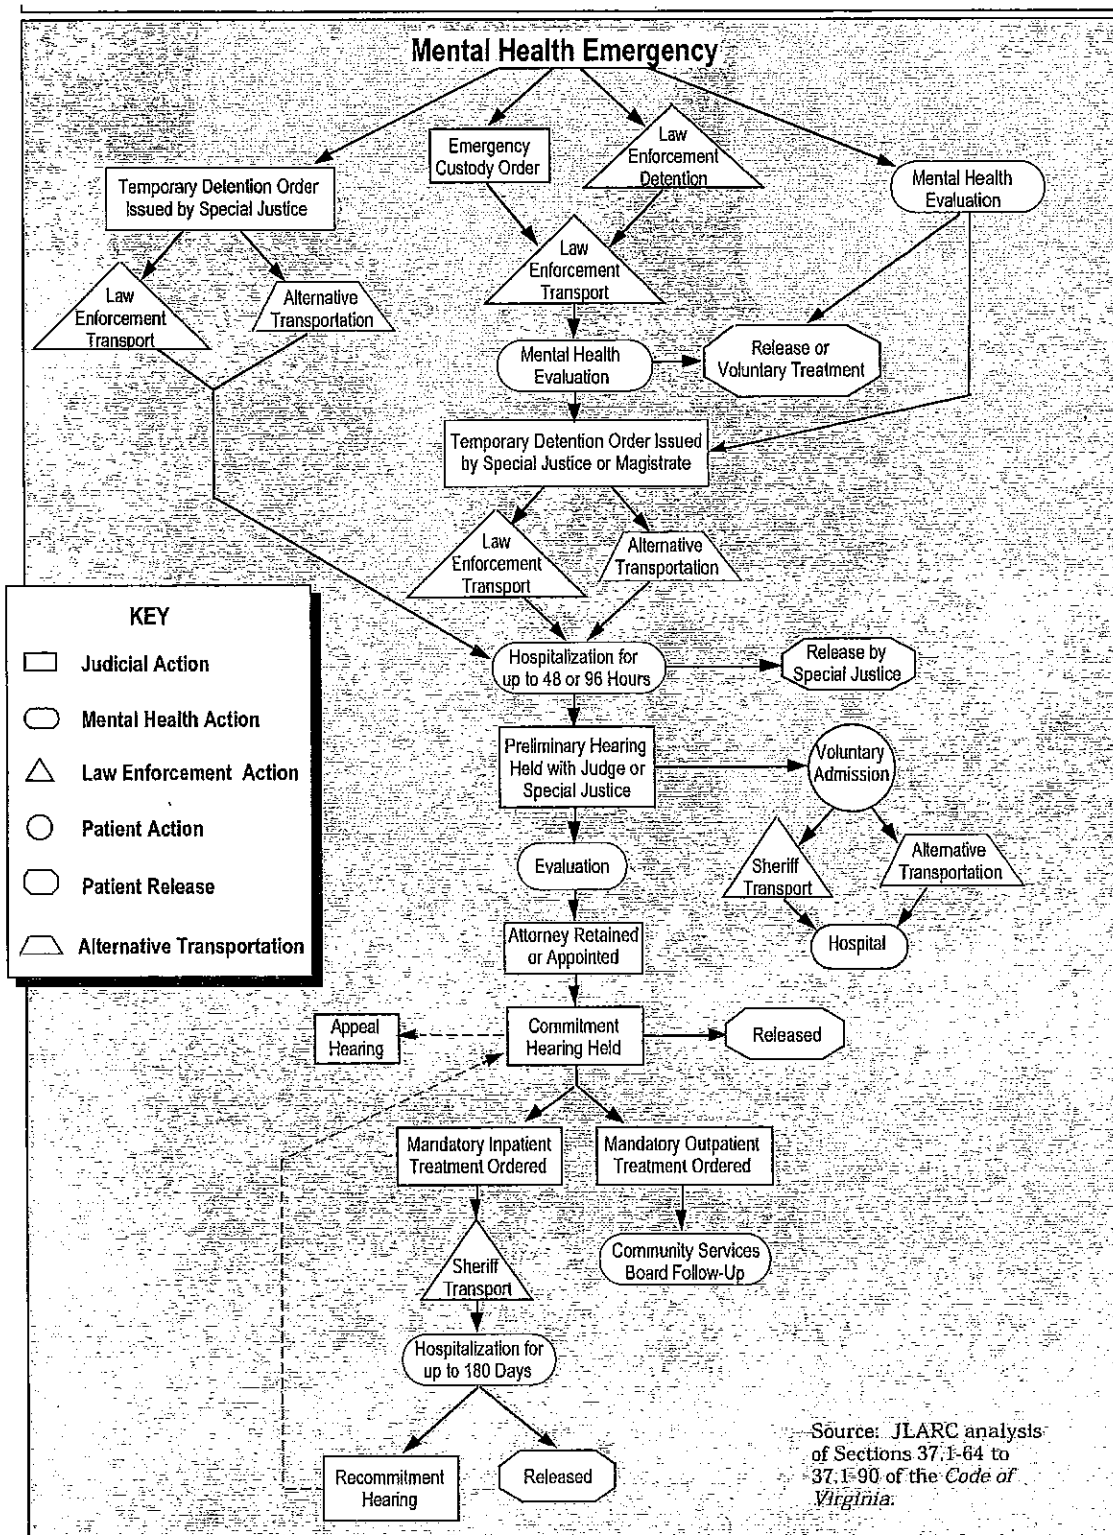 Mental Health Emergency
Emergency
Custody Order
Law
Enforcement
Detention
Temporary Detention Order
Issued by Special Justice
Mental Health
Evaluation
Law
Enforcement
Transport
Alternative
Transportation
Law
Enforcement
Transport
Mental Health
Evaluation
Release or
Voluntary Treatment
Temporary Detention Order Issued
by Special Justice or Magistrate
Law
Enforcement
Transport
Alternative
Transportation
KEY
Judicial Action
Mental Health Action
Law Enforcement Action
Patient Action
Patient Release
Alternative Transportation
Hospitalization for
up to 48 or 96 Hours
Release by
Special Justice
Preliminary Hearing
Held with Judge or
Special Justice
Voluntary
Admission
Evaluation
Sheriff
Transport
Alternative
Transportation
Attorney Retained
or Appointed
Hospital
Appeal
Hearing
Commitment
Hearing Held
Released
Mandatory Inpatient
Treatment Ordered
Mandatory Outpatient
Treatment Ordered
Sheriff
Transport
Community Services
Board Follow-Up
Hospitalization for
up to 180 Days
Recommitment
Hearing
Released
Source: JLARC analysis
of Sections 37.1-64 to
37.1-90 of the Code of
Virginia.